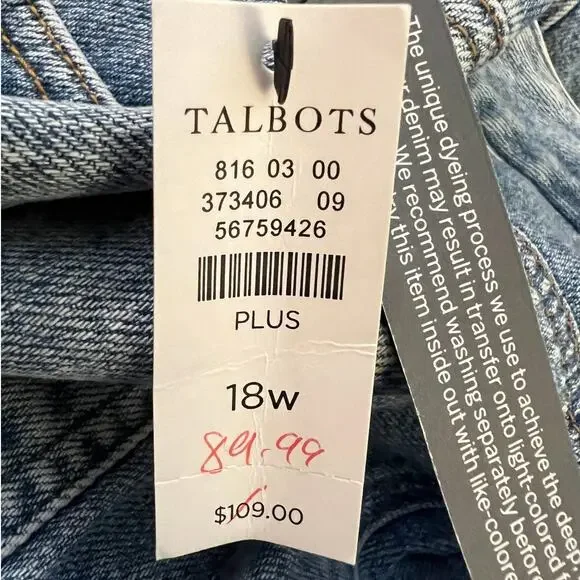 TALBOTS
816 03 00
373406 09
56759426
PLUS
18W
89.99
$109.00
The unique dyeing process we use to achieve the deep
denim may result in transfer onto light-colored
We recommend washing separately before
this item inside out with like-colora